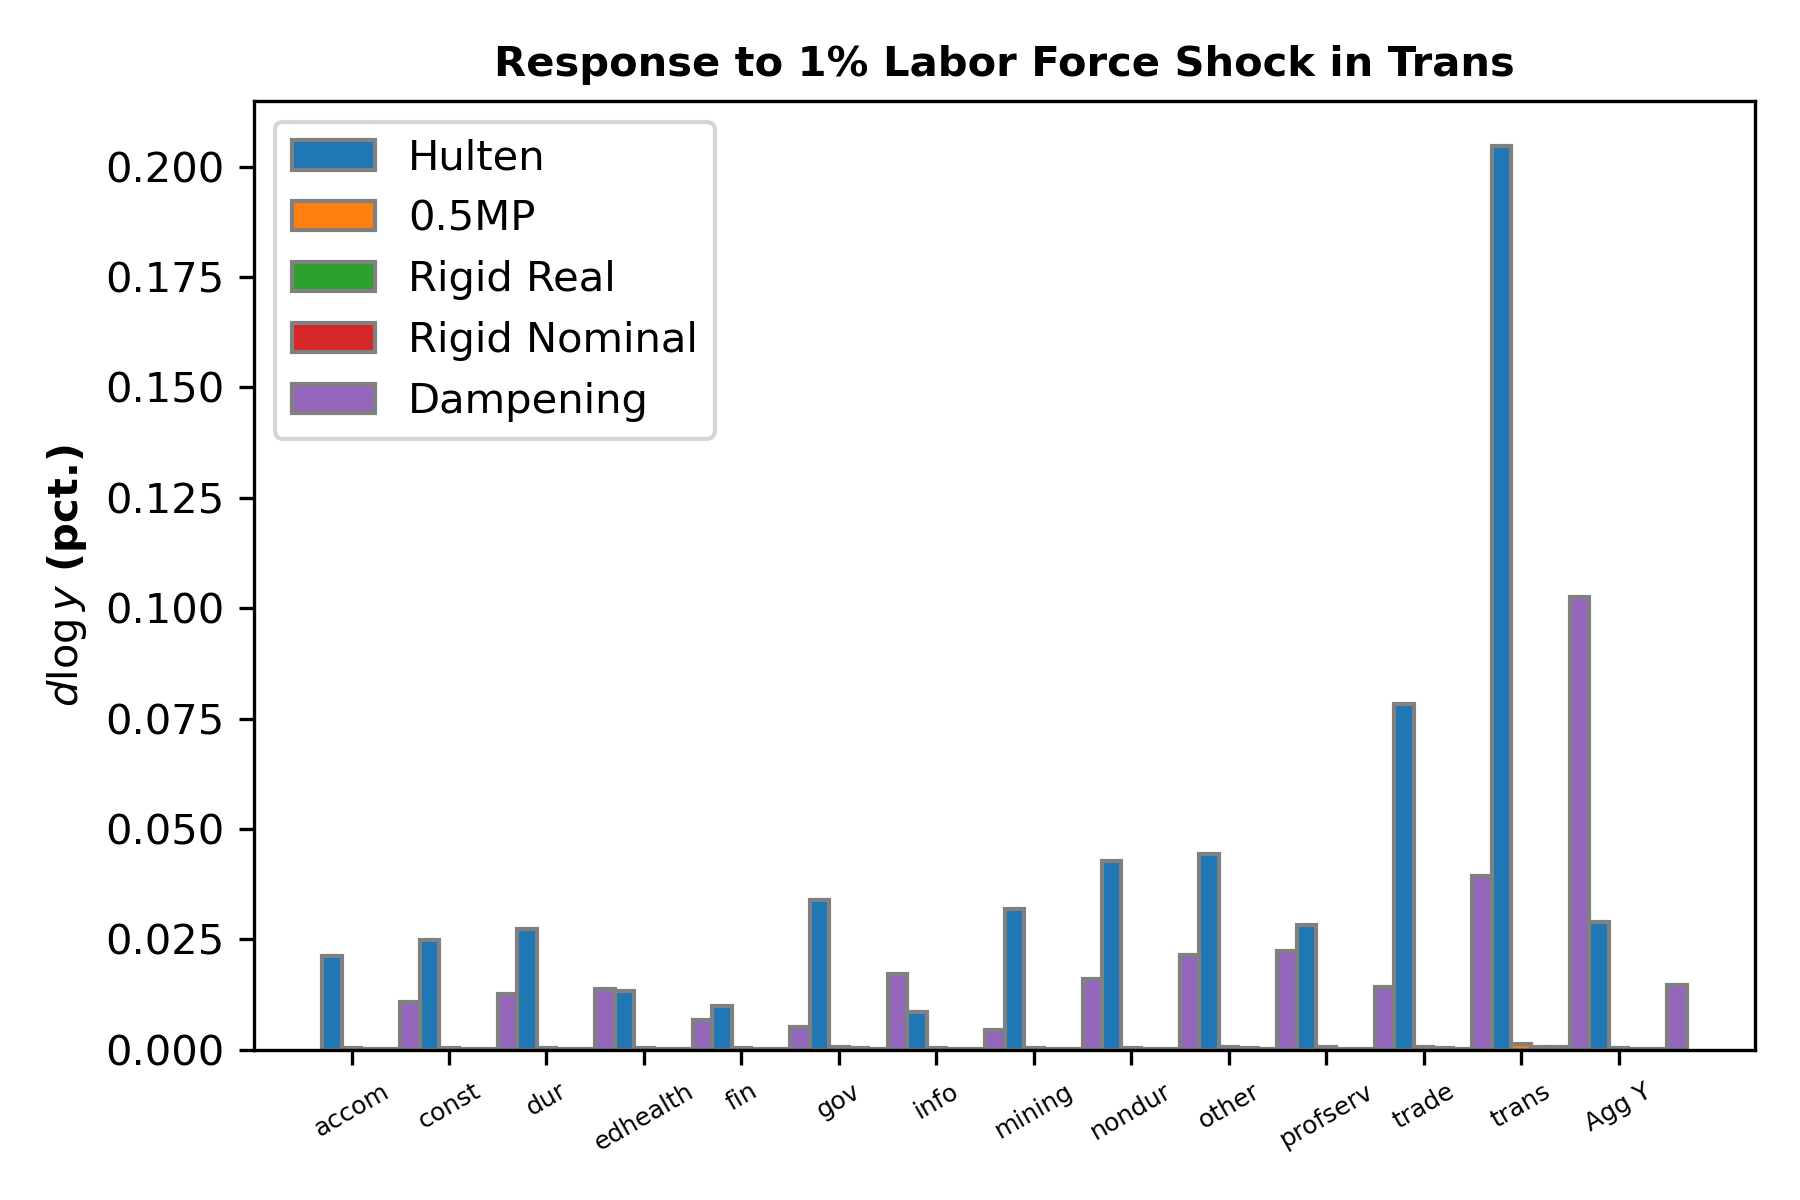 Response to 1% Labor Force Shock in Trans
Hulten
0.5MP
Rigid Real
Rigid Nominal
Dampening
dlog y (pct.)
0.200
0.175
0.150
0.125
0.100
0.075
0.050
0.025
0.000
accom
const
dur
edhealth
fin
gov
info
mining
nondur
other
profserv
trade
trans
Agg Y